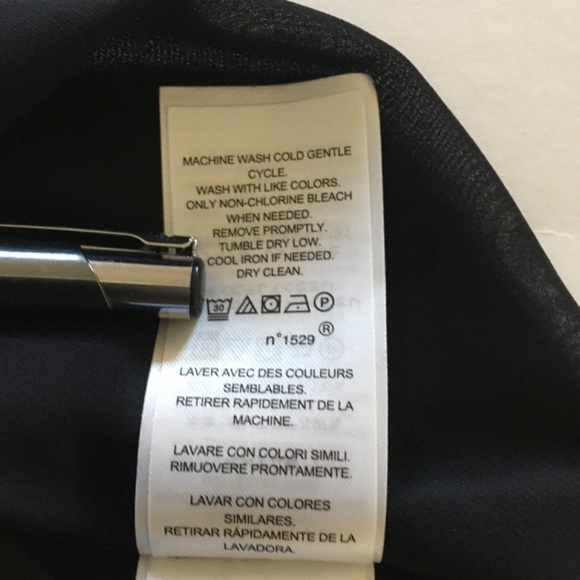 MACHINE WASH COLD GENTLE
CYCLE.
WASH WITH LIKE COLORS.
ONLY NON-CHLORINE BLEACH
WHEN NEEDED.
REMOVE PROMPTLY.
TUMBLE DRY LOW.
COOL IRON IF NEEDED.
DRY CLEAN.
30 P
n°1529 ®
LAVER AVEC DES COULEURS
SEMBLABLES.
RETIRER RAPIDEMENT DE LA
MACHINE.
LAVARE CON COLORI SIMILI.
RIMUOVERE PRONTAMENTE.
LAVAR CON COLORES
SIMILARES.
RETIRAR RÁPIDAMENTE DE LA
LAVADORA.